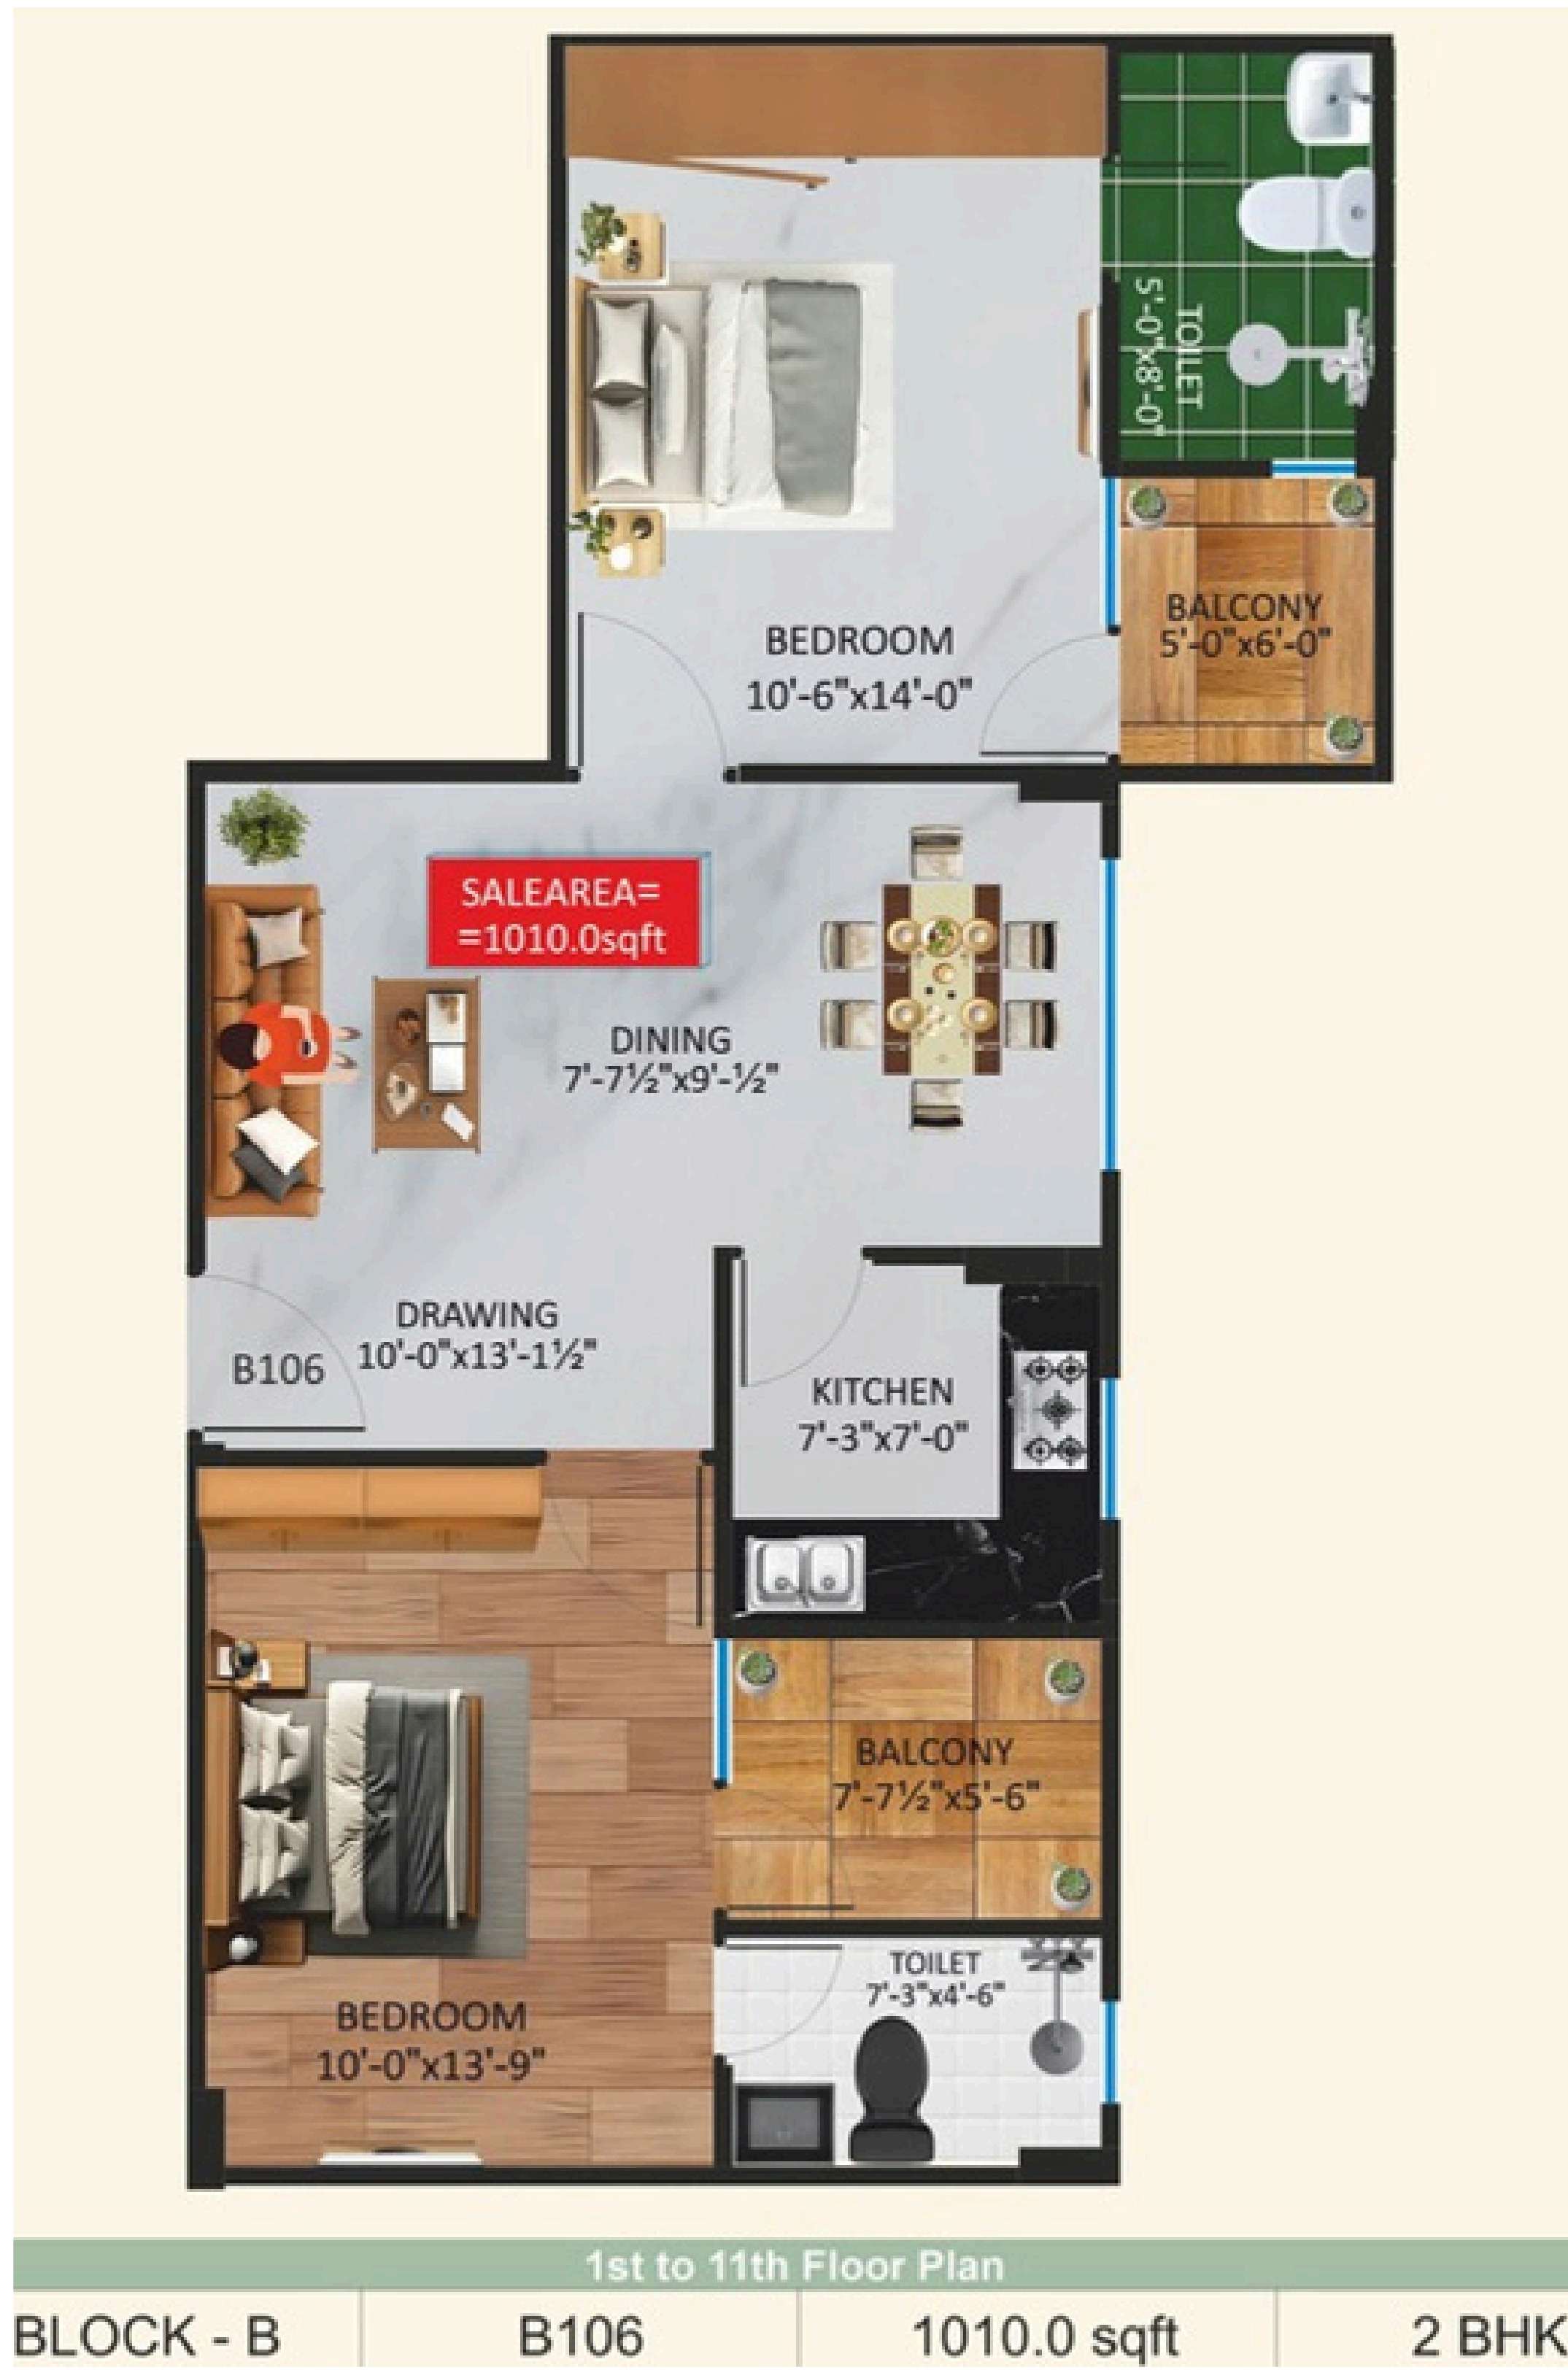 TOILET
5'-0"x8'-0"
BALCONY
5'-0"x6'-0"
BEDROOM
10'-6"x14'-0"
SALEAREA=
=1010.0sqft
DINING
7'-7½"x9'-½"
DRAWING
10'-0"x13'-1½"
B106
KITCHEN
7'-3"x7'-0"
BALCONY
7'-7½"x5'-6"
TOILET
7'-3"x4'-6"
BEDROOM
10'-0"x13'-9"
1st to 11th Floor Plan
BLOCK - B
B106
1010.0 sqft
2 BHK